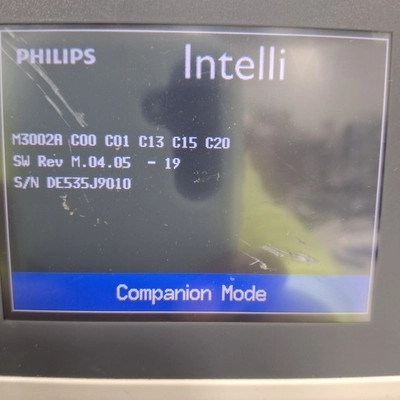 PHILIPS Intelli
M3002A C00 C01 C13 C15 C20
SW Rev M.04.05 - 19
S/N DE535J9010
Companion Mode